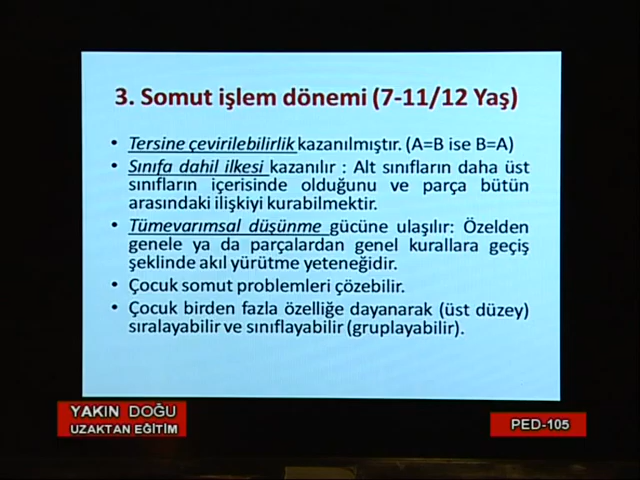 3. Somut işlem dönemi (7-11/12 Yaş)
• Tersine çevirilebilirlik kazanılmıştır. (A=B ise B=A)
• Sınıfa dahil ilkesi kazanılır : Alt sınıfların daha üst
sınıfların içerisinde olduğunu ve parça bütün
arasındaki ilişkiyi kurabilmektir.
• Tümevarımsal düşünme gücüne ulaşılır: Özelden
genele ya da parçalardan genel kurallara geçiş
şeklinde akıl yürütme yeteneğidir.
• Çocuk somut problemleri çözebilir.
• Çocuk birden fazla özelliğe dayanarak (üst düzey)
sıralayabilir ve sınıflayabilir (gruplayabilir).
YAKIN DOĞU
UZAKTAN EĞİTİM
PED-105